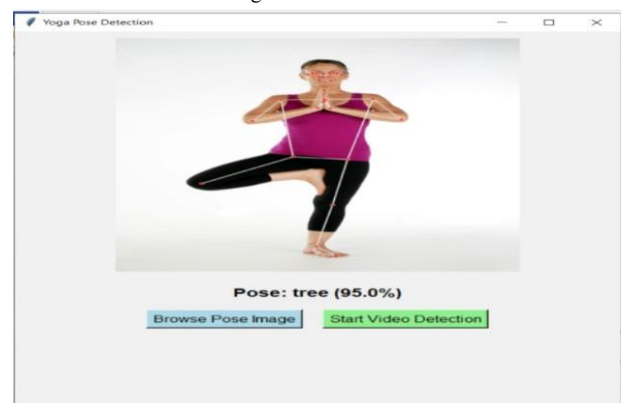 Yoga Pose Detection
Pose: tree (95.0%)
Browse Pose Image
Start Video Detection